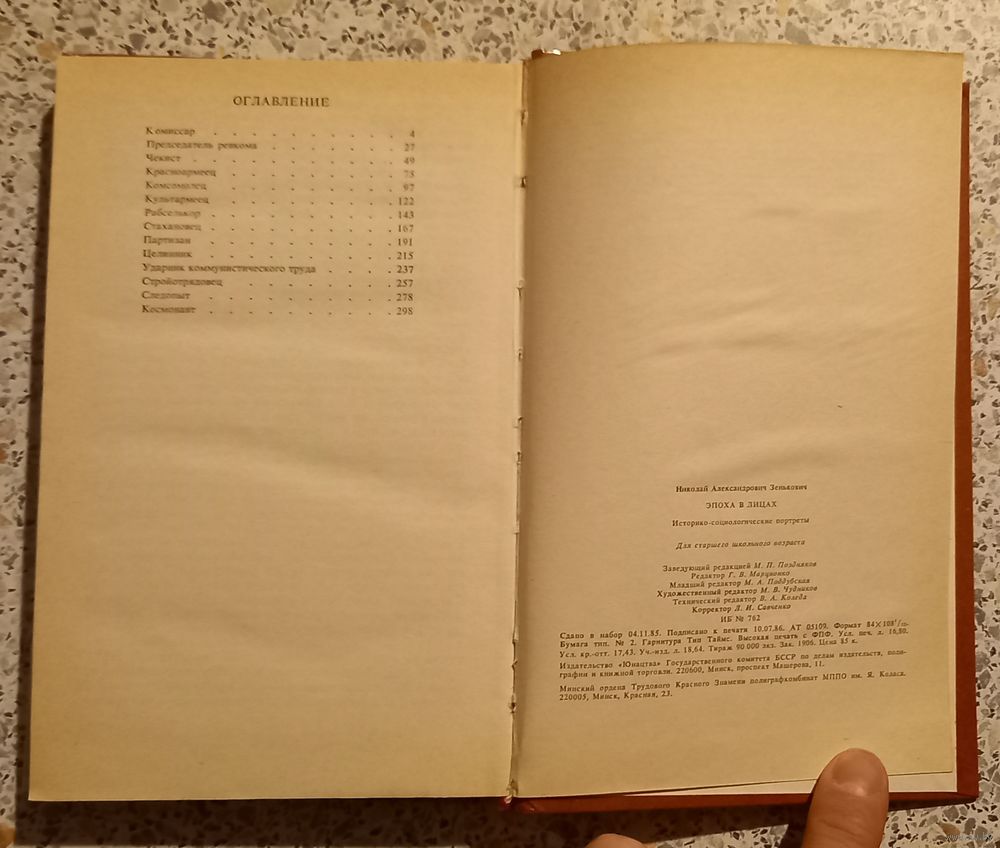 ОГЛАВЛЕНИЕ
Комиссар . . . . . . . . . . 4
Председатель ревкома . . . . . . . 27
Чекист . . . . . . . . . . . 49
Красноармеец . . . . . . . . . 75
Комсомолец . . . . . . . . . 97
Культармеец . . . . . . . . . 122
Рабселькор . . . . . . . . . . 143
Стахановец . . . . . . . . . . 167
Партизан . . . . . . . . . . 191
Целинник . . . . . . . . . . 215
Ударник коммунистического труда . . . . 237
Стройотрядовец . . . . . . . . . 257
Следопыт . . . . . . . . . . 278
Космонавт . . . . . . . . . . 298
Николай Александрович Зенькович
ЭПОХА В ЛИЦАХ
Историко-социологические портреты
Для старшего школьного возраста
Заведующий редакцией М. П. Поздняков
Редактор Г. В. Марционко
Младший редактор М. А. Поддубская
Художественный редактор М. В. Чудников
Технический редактор В. А. Коледа
Корректор Л. И. Савченко
ИБ № 762
Сдано в набор 04.11.85. Подписано к печати 10.07.86. АТ 05109. Формат 84×108¹/₃₂.
Бумага тип. № 2. Гарнитура Тип Таймс. Высокая печать с ФПФ. Усл. печ. л. 16,80.
Усл. кр.-отт. 17,43. Уч.-изд. л. 18,64. Тираж 90 000 экз. Зак. 1906. Цена 85 к.
Издательство «Юнацтва» Государственного комитета БССР по делам издательств, поли-
графии и книжной торговли. 220600, Минск, проспект Машерова, 11.
Минский ордена Трудового Красного Знамени полиграфкомбинат МППО им. Я. Коласа.
220005, Минск, Красная, 23.